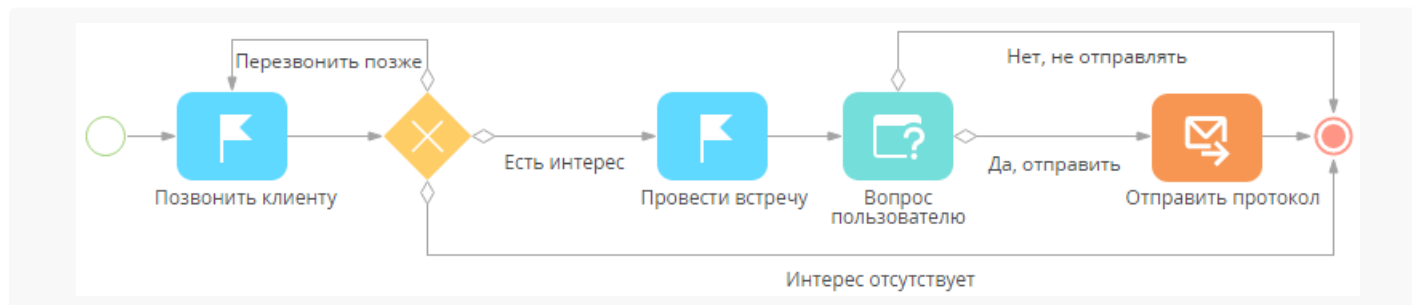 Перезвонить позже
Нет, не отправлять
Есть интерес
Да, отправить
Позвонить клиенту
Провести встречу
Вопрос
пользователю
Отправить протокол
Интерес отсутствует